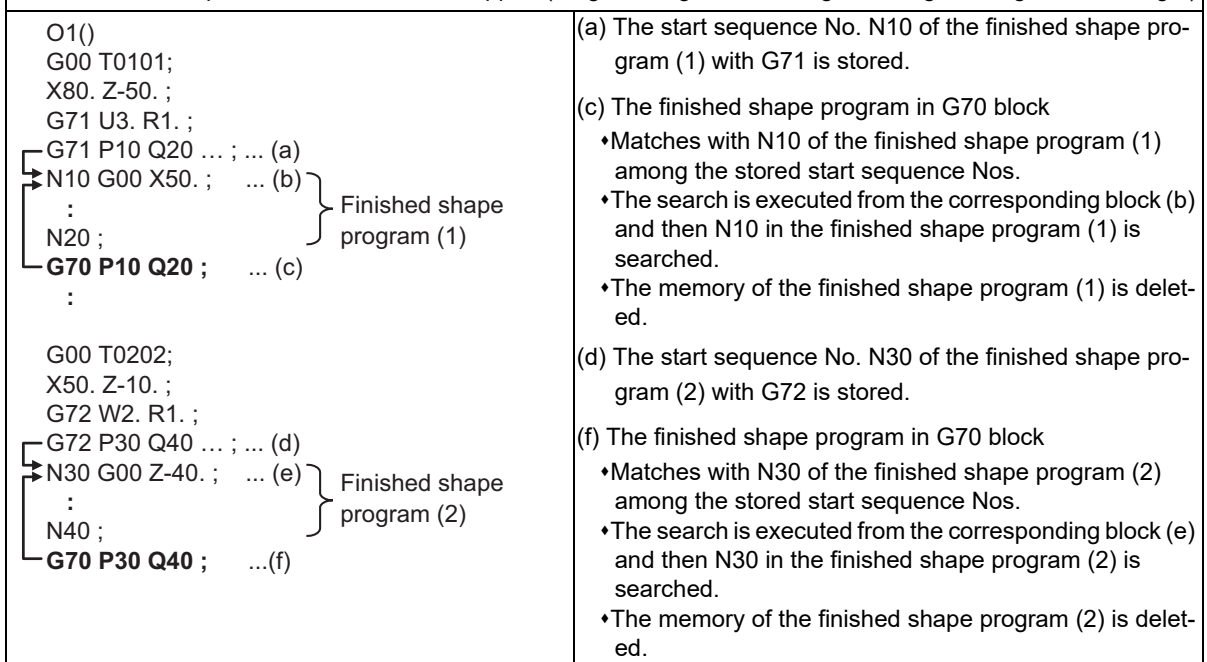 O1()
G00 T0101;
X80. Z-50. ;
G71 U3. R1. ;
G71 P10 Q20 … ; ... (a)
N10 G00 X50. ; ... (b)
:
N20 ;
G70 P10 Q20 ; ... (c)
:
Finished shape
program (1)
G00 T0202;
X50. Z-10. ;
G72 W2. R1. ;
G72 P30 Q40 … ; ... (d)
N30 G00 Z-40. ; ... (e)
:
N40 ;
G70 P30 Q40 ; ...(f)
Finished shape
program (2)
(a) The start sequence No. N10 of the finished shape pro-
gram (1) with G71 is stored.
(c) The finished shape program in G70 block
♦Matches with N10 of the finished shape program (1)
among the stored start sequence Nos.
♦The search is executed from the corresponding block (b)
and then N10 in the finished shape program (1) is
searched.
♦The memory of the finished shape program (1) is delet-
ed.
(d) The start sequence No. N30 of the finished shape pro-
gram (2) with G72 is stored.
(f) The finished shape program in G70 block
♦Matches with N30 of the finished shape program (2)
among the stored start sequence Nos.
♦The search is executed from the corresponding block (e)
and then N30 in the finished shape program (2) is
searched.
♦The memory of the finished shape program (2) is delet-
ed.